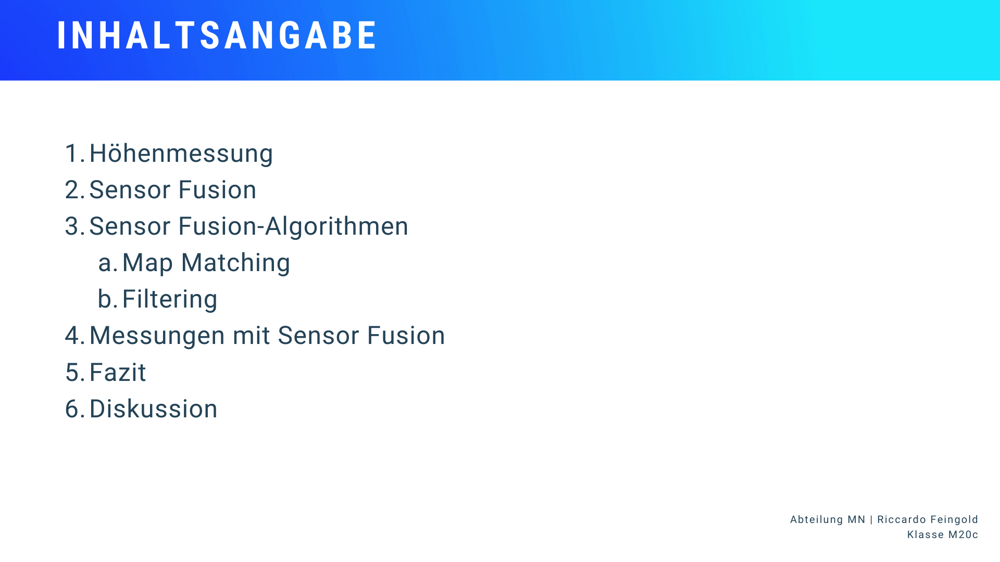 INHALTSANGABE
1. Höhenmessung
2. Sensor Fusion
3. Sensor Fusion-Algorithmen
a. Map Matching
b. Filtering
4. Messungen mit Sensor Fusion
5. Fazit
6. Diskussion
Abteilung MN | Riccardo Feingold
Klasse M20c